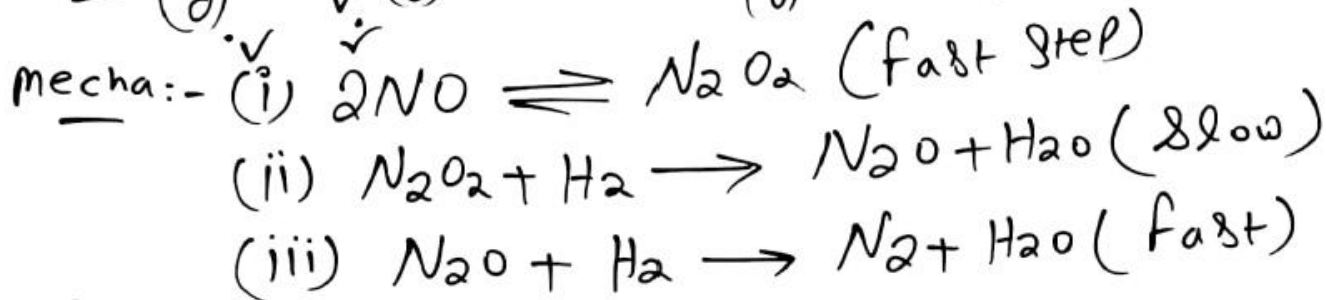 mecha:- (i) 2NO ⇌ N2O2 (fast step)
(ii) N2O2 + H2 → N2O + H2O (slow)
(iii) N2O + H2 → N2 + H2O (fast)